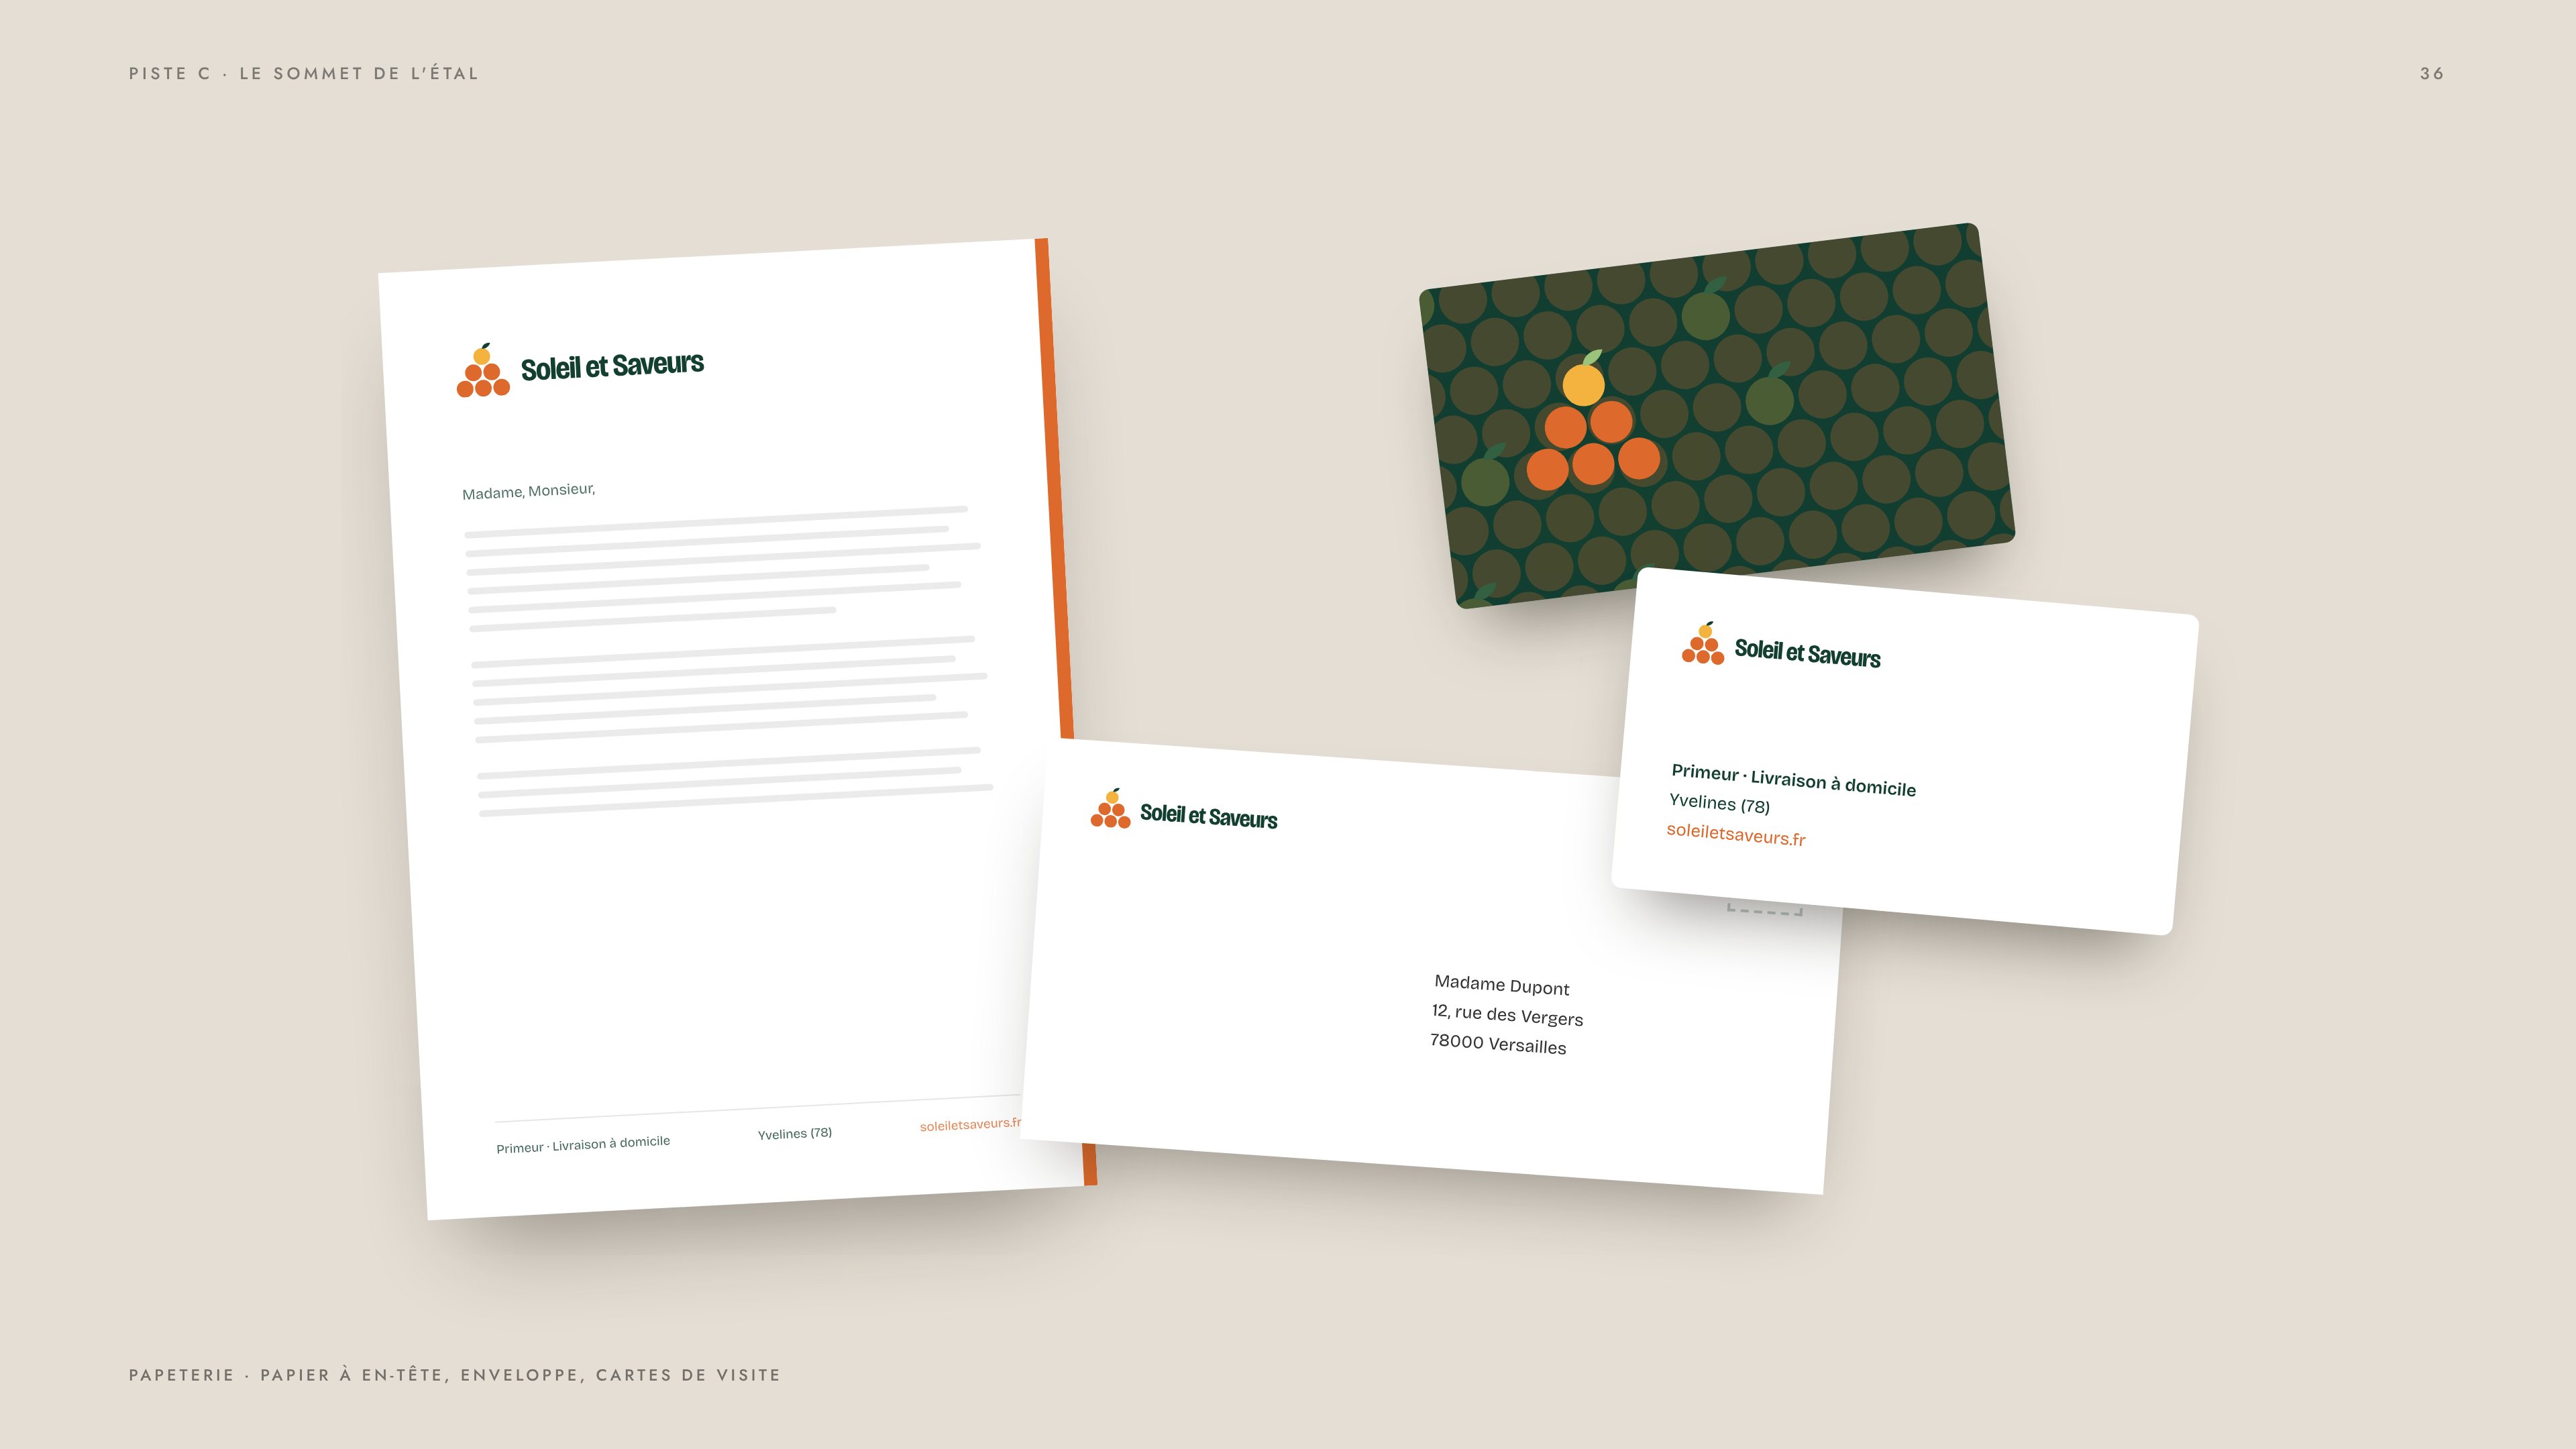 PISTE C · LE SOMMET DE L'ÉTAL
36
Soleil et Saveurs
Madame, Monsieur,
Primeur · Livraison à domicile
Yvelines (78)
soleiletsaveurs.fr
Soleil et Saveurs
Madame Dupont
12, rue des Vergers
78000 Versailles
Soleil et Saveurs
Primeur · Livraison à domicile
Yvelines (78)
soleiletsaveurs.fr
PAPETERIE · PAPIER À EN-TÊTE, ENVELOPPE, CARTES DE VISITE